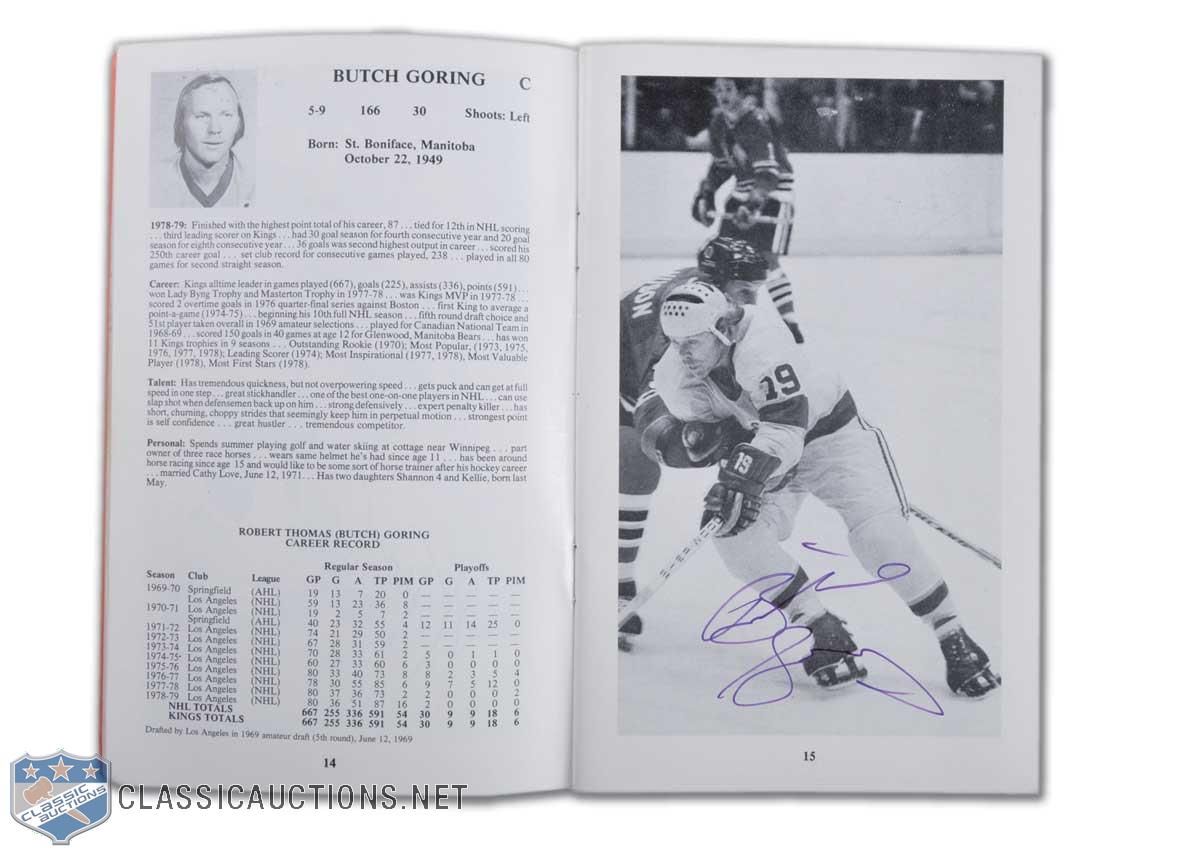 BUTCH GORING C
5-9 166 30 Shoots: Left
Born: St. Boniface, Manitoba
October 22, 1949
1978-79: Finished with the highest point total of his career, 87 . . . tied for 12th in NHL scoring
. . . third leading scorer on Kings . . . had 30 goal season for fourth consecutive year and 20 goal
season for eighth consecutive year . . . 36 goals was second highest output in career . . . scored his
250th career goal . . . set club record for consecutive games played, 238 . . . played in all 80
games for second straight season.
Career: Kings alltime leader in games played (667), goals (225), assists (336), points (591) . . .
won Lady Byng Trophy and Masterton Trophy in 1977-78 . . . was Kings MVP in 1977-78 . . .
scored 2 overtime goals in 1976 quarter-final series against Boston . . . first King to average a
point-a-game (1974-75) . . . beginning his 10th full NHL season . . . fifth round draft choice and
51st player taken overall in 1969 amateur selections . . . played for Canadian National Team in
1968-69 . . . scored 150 goals in 40 games at age 12 for Glenwood, Manitoba Bears . . . has won
11 Kings trophies in 9 seasons . . . Outstanding Rookie (1970); Most Popular, (1973, 1975,
1976, 1977, 1978); Leading Scorer (1974); Most Inspirational (1977, 1978), Most Valuable
Player (1978), Most First Stars (1978).
Talent: Has tremendous quickness, but not overpowering speed . . . gets puck and can get at full
speed in one step . . . great stickhandler . . . one of the best one-on-one players in NHL . . . can use
slap shot when defensemen back up on him . . . strong defensively . . . expert penalty killer . . . has
short, churning, choppy strides that seemingly keep him in perpetual motion . . . strongest point
is self confidence . . . great hustler . . . tremendous competitor.
Personal: Spends summer playing golf and water skiing at cottage near Winnipeg . . . part
owner of three race horses . . . wears same helmet he's had since age 11 . . . has been around
horse racing since age 15 and would like to be some sort of horse trainer after his hockey career
. . . married Cathy Love, June 12, 1971 . . . Has two daughters Shannon 4 and Kellie, born last
May.
ROBERT THOMAS (BUTCH) GORING
CAREER RECORD
Regular Season Playoffs
Season Club League GP G A TP PIM GP G A TP PIM
1969-70 Springfield (AHL) 19 13 7 20 0 — — — — —
Los Angeles (NHL) 59 13 23 36 8 — — — — —
1970-71 Los Angeles (NHL) 19 2 5 7 2 — — — — —
Springfield (AHL) 40 23 32 55 4 12 11 14 25 0
1971-72 Los Angeles (NHL) 74 21 29 50 2 — — — — —
1972-73 Los Angeles (NHL) 67 28 31 59 2 — — — — —
1973-74 Los Angeles (NHL) 70 28 33 61 2 5 0 1 1 0
1974-75 Los Angeles (NHL) 60 27 33 60 6 3 0 0 0 0
1975-76 Los Angeles (NHL) 80 33 40 73 8 8 2 3 5 4
1976-77 Los Angeles (NHL) 78 30 55 85 6 9 7 5 12 0
1977-78 Los Angeles (NHL) 80 37 36 73 2 2 0 0 0 2
1978-79 Los Angeles (NHL) 80 36 51 87 16 2 0 0 0 0
NHL TOTALS 667 255 336 591 54 30 9 9 18 6
KINGS TOTALS 667 255 336 591 54 30 9 9 18 6
Drafted by Los Angeles in 1969 amateur draft (5th round), June 12, 1969
14
1
19
19
15
CLASSIC
AUCTIONS
CLASSICAUCTIONS.NET